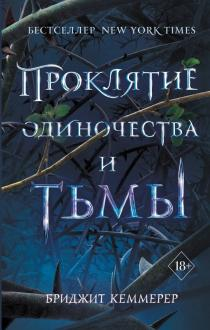 БЕСТСЕЛЛЕР NEW YORK TIMES
ПРОКЛЯТИЕ
ОДИНОЧЕСТВА
И
ТЬМЫ
18+
БРИДЖИТ КЕММЕРЕР